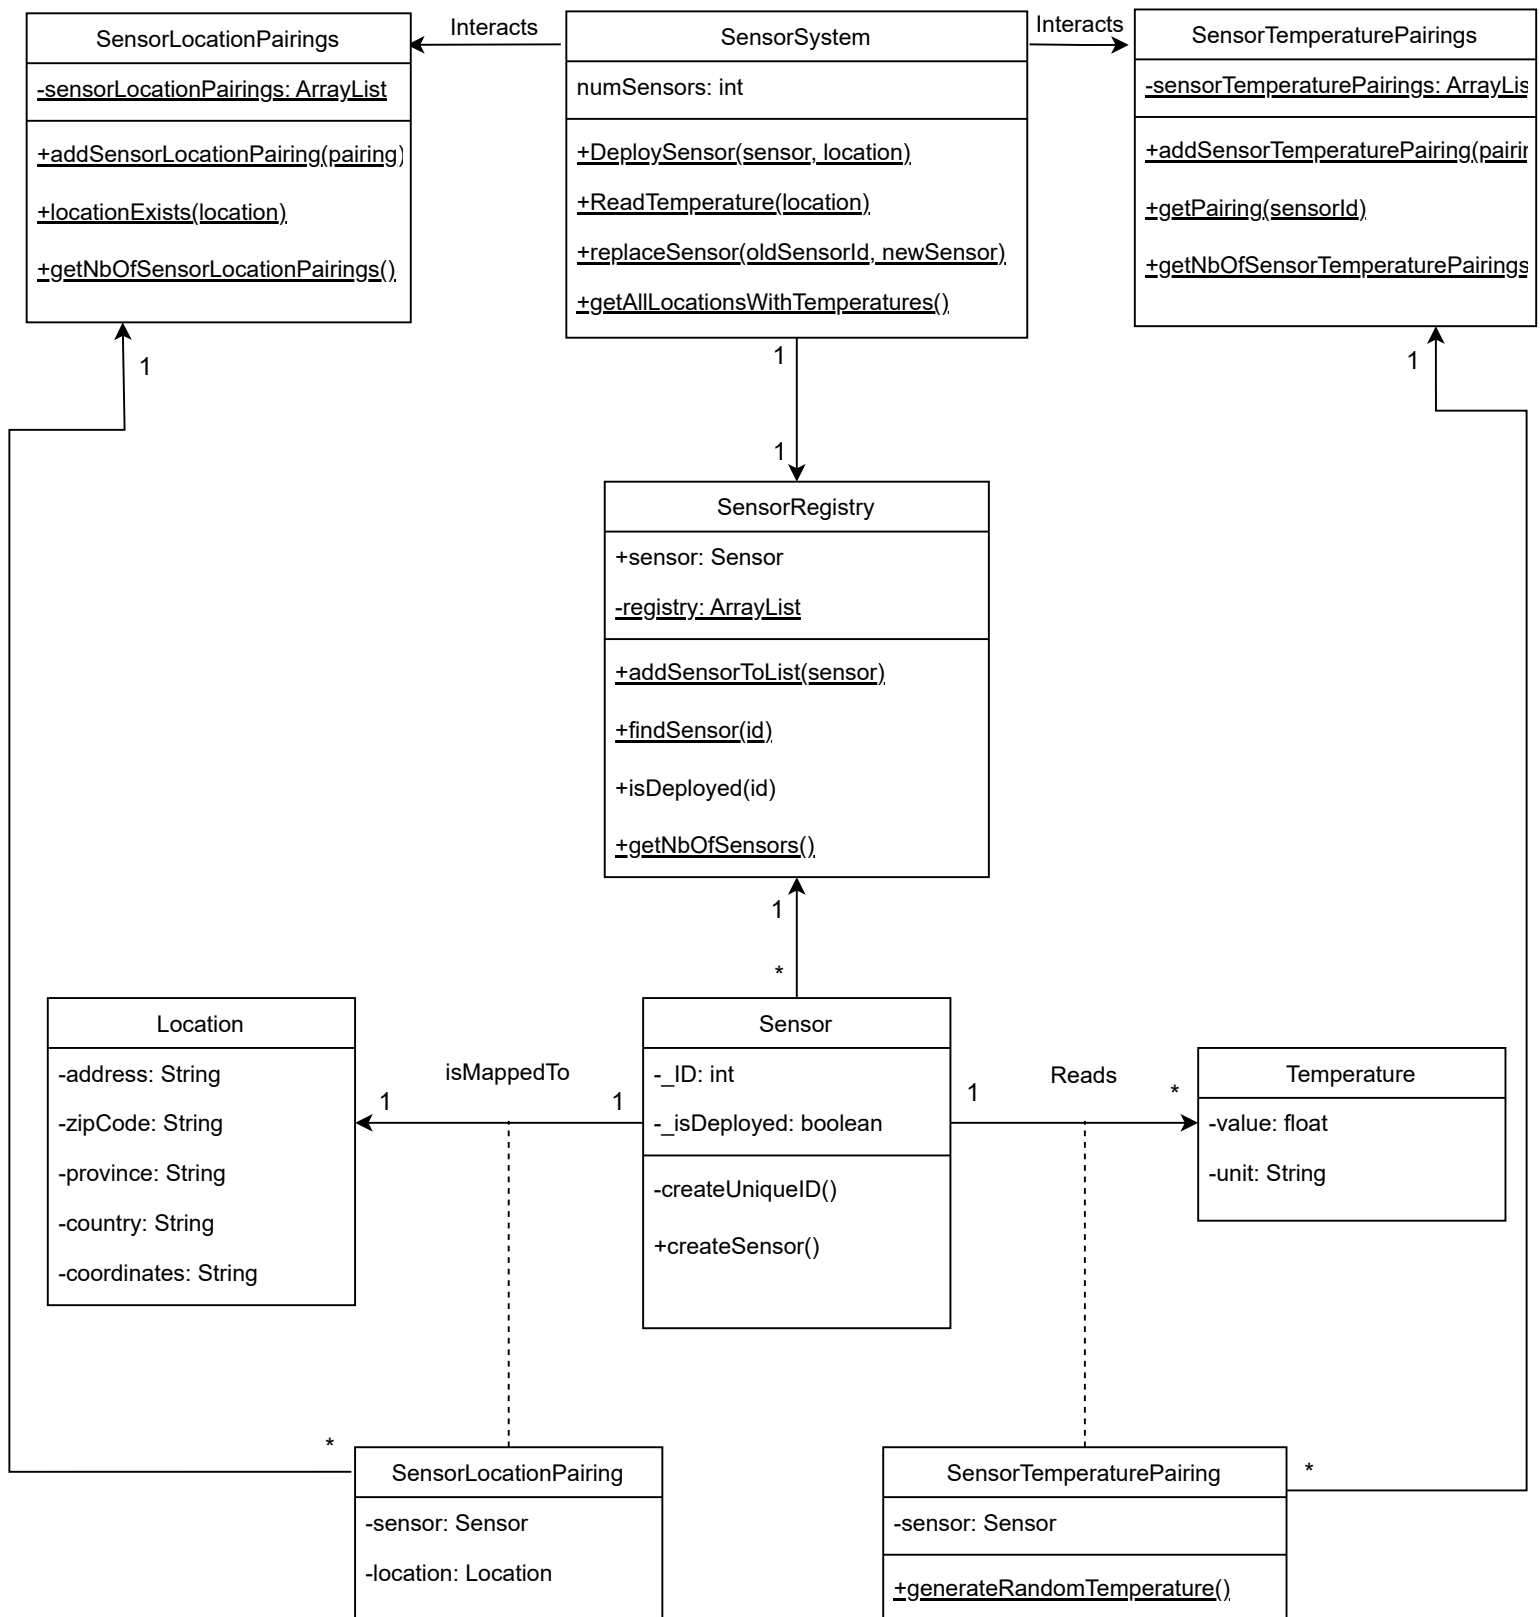 SensorLocationPairings
-sensorLocationPairings: ArrayList
+addSensorLocationPairing(pairing)
+locationExists(location)
+getNbOfSensorLocationPairings()
1
Interacts
SensorSystem
numSensors: int
+DeploySensor(sensor, location)
+ReadTemperature(location)
+replaceSensor(oldSensorId, newSensor)
+getAllLocationsWithTemperatures()
Interacts
SensorTemperaturePairings
-sensorTemperaturePairings: ArrayLis
+addSensorTemperaturePairing(pairin
+getPairing(sensorId)
+getNbOfSensorTemperaturePairings
1
1
1
SensorRegistry
+sensor: Sensor
-registry: ArrayList
+addSensorToList(sensor)
+findSensor(id)
+isDeployed(id)
+getNbOfSensors()
1
*
Location
-address: String
-zipCode: String
-province: String
-country: String
-coordinates: String
isMappedTo
1
1
Sensor
-_ID: int
-_isDeployed: boolean
-createUniqueID()
+createSensor()
Reads
1
*
Temperature
-value: float
-unit: String
*
SensorLocationPairing
-sensor: Sensor
-location: Location
SensorTemperaturePairing
-sensor: Sensor
+generateRandomTemperature()
*